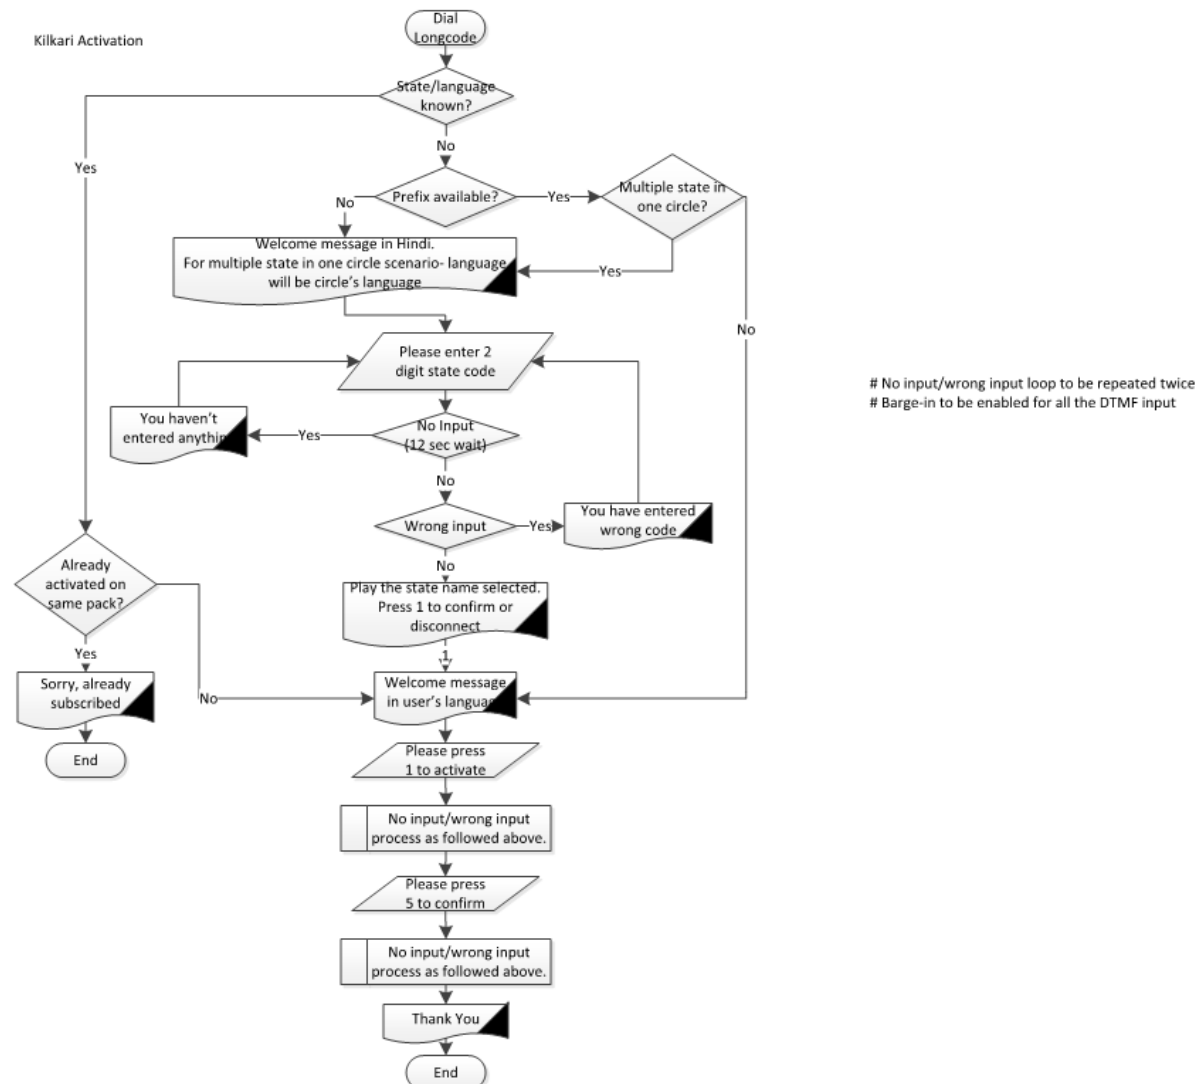 Kilkari Activation
Dial
Longcode
State/language
known?
Yes
No
Prefix available?
Yes
Multiple state in
one circle?
No
Welcome message in Hindi.
For multiple state in one circle scenario- language
will be circle's language
Yes
No
Please enter 2
digit state code
# No input/wrong input loop to be repeated twice
# Barge-in to be enabled for all the DTMF input
You haven't
entered anythin
Yes
No Input
(12 sec wait)
No
Wrong input
Yes
You have entered
wrong code
No
Already
activated on
same pack?
Play the state name selected.
Press 1 to confirm or
disconnect
1
Yes
Sorry, already
subscribed
No
Welcome message
in user's languag
End
Please press
1 to activate
No input/wrong input
process as followed above.
Please press
5 to confirm
No input/wrong input
process as followed above.
Thank You
End